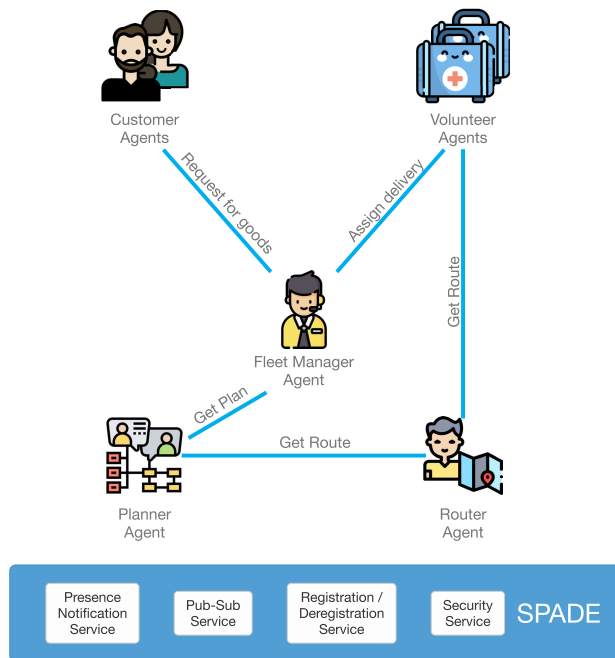 Customer
Agents
Volunteer
Agents
Request for goods
Assign delivery
Get Route
Fleet Manager
Agent
Get Plan
Get Route
Planner
Agent
Router
Agent
Presence
Notification
Service
Pub-Sub
Service
Registration /
Deregistration
Service
Security
Service
SPADE